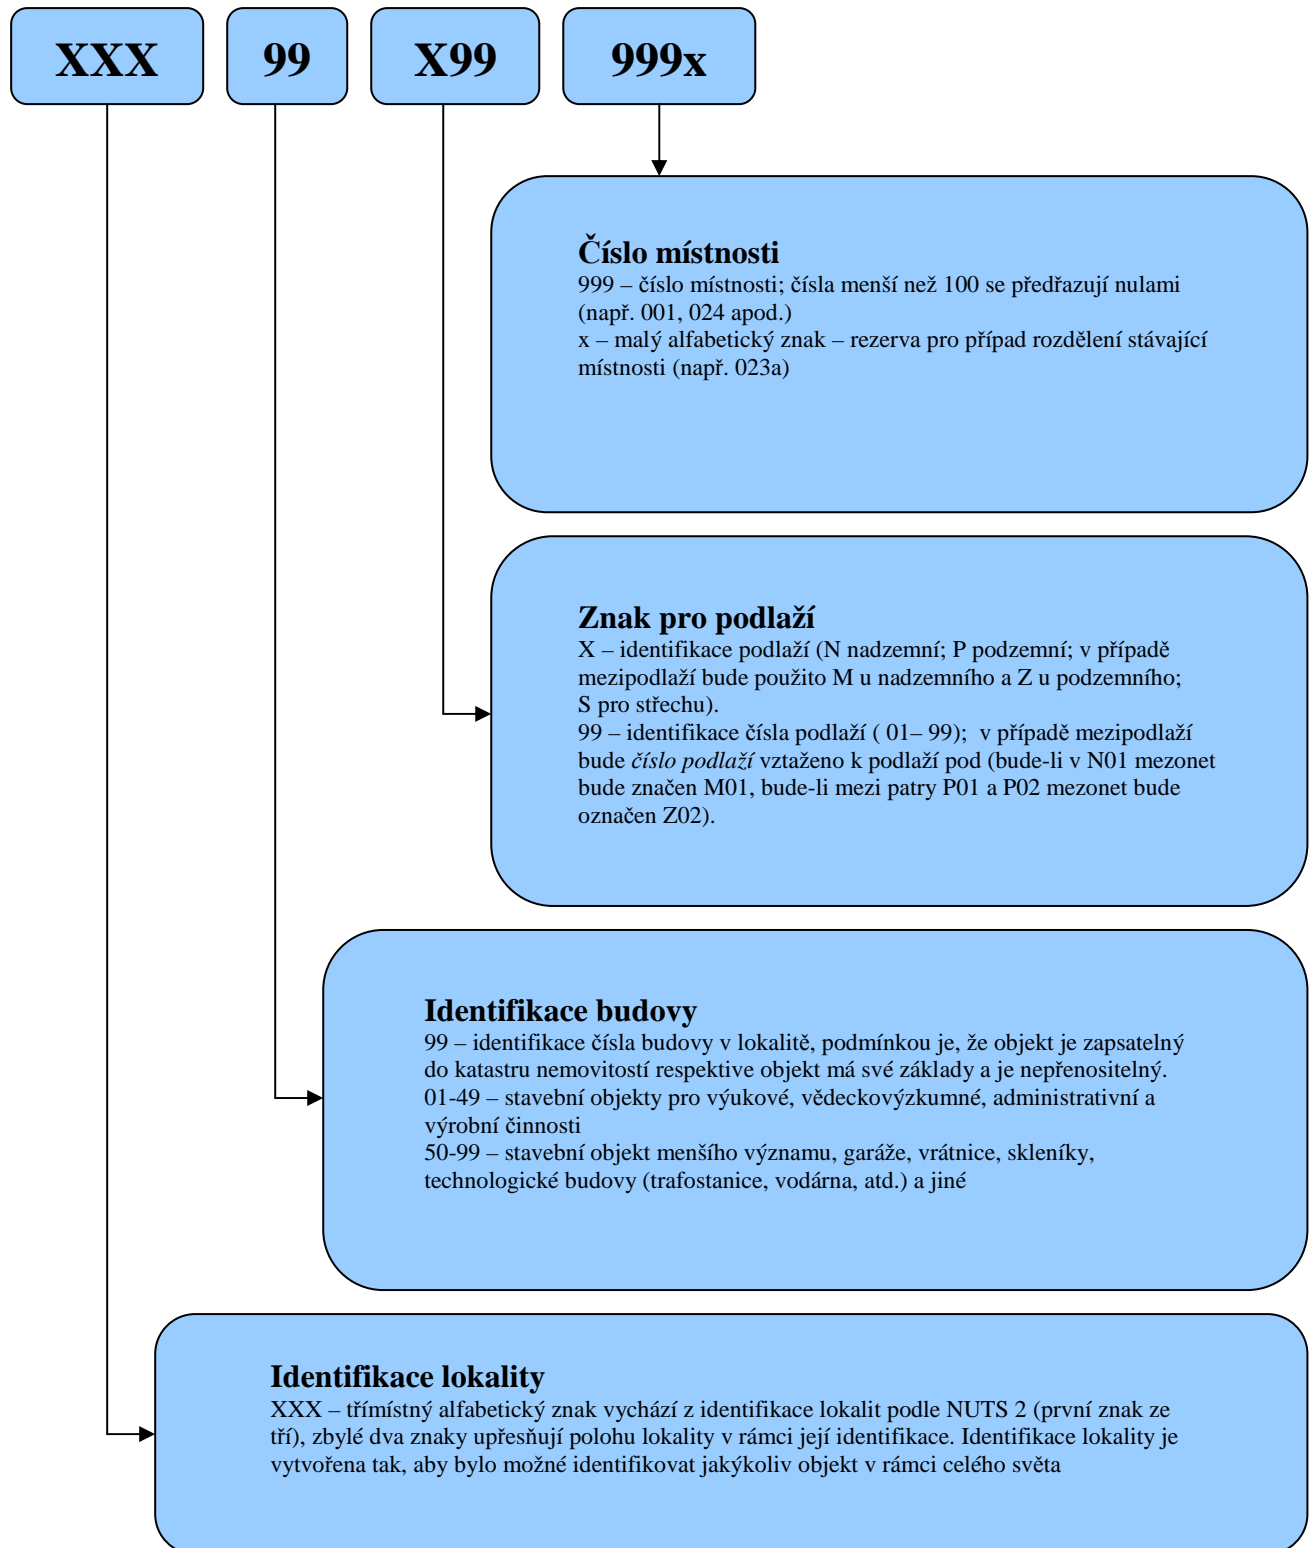 XXX 99 X99 999x
Číslo místnosti
999 – číslo místnosti; čísla menší než 100 se předřazují nulami
(např. 001, 024 apod.)
x – malý alfabetický znak – rezerva pro případ rozdělení stávající
místnosti (např. 023a)
Znak pro podlaží
X – identifikace podlaží (N nadzemní; P podzemní; v případě
mezipodlaží bude použito M u nadzemního a Z u podzemního;
S pro střechu).
99 – identifikace čísla podlaží ( 01– 99);  v případě mezipodlaží
bude číslo podlaží vztaženo k podlaží pod (bude-li v N01 mezonet
bude značen M01, bude-li mezi patry P01 a P02 mezonet bude
označen Z02).
Identifikace budovy
99 – identifikace čísla budovy v lokalitě, podmínkou je, že objekt je zapsatelný
do katastru nemovitostí respektive objekt má své základy a je nepřenositelný.
01-49 – stavební objekty pro výukové, vědeckovýzkumné, administrativní a
výrobní činnosti
50-99 – stavební objekt menšího významu, garáže, vrátnice, skleníky,
technologické budovy (trafostanice, vodárna, atd.) a jiné
Identifikace lokality
XXX – třímístný alfabetický znak vychází z identifikace lokalit podle NUTS 2 (první znak ze
tří), zbylé dva znaky upřesňují polohu lokality v rámci její identifikace. Identifikace lokality je
vytvořena tak, aby bylo možné identifikovat jakýkoliv objekt v rámci celého světa